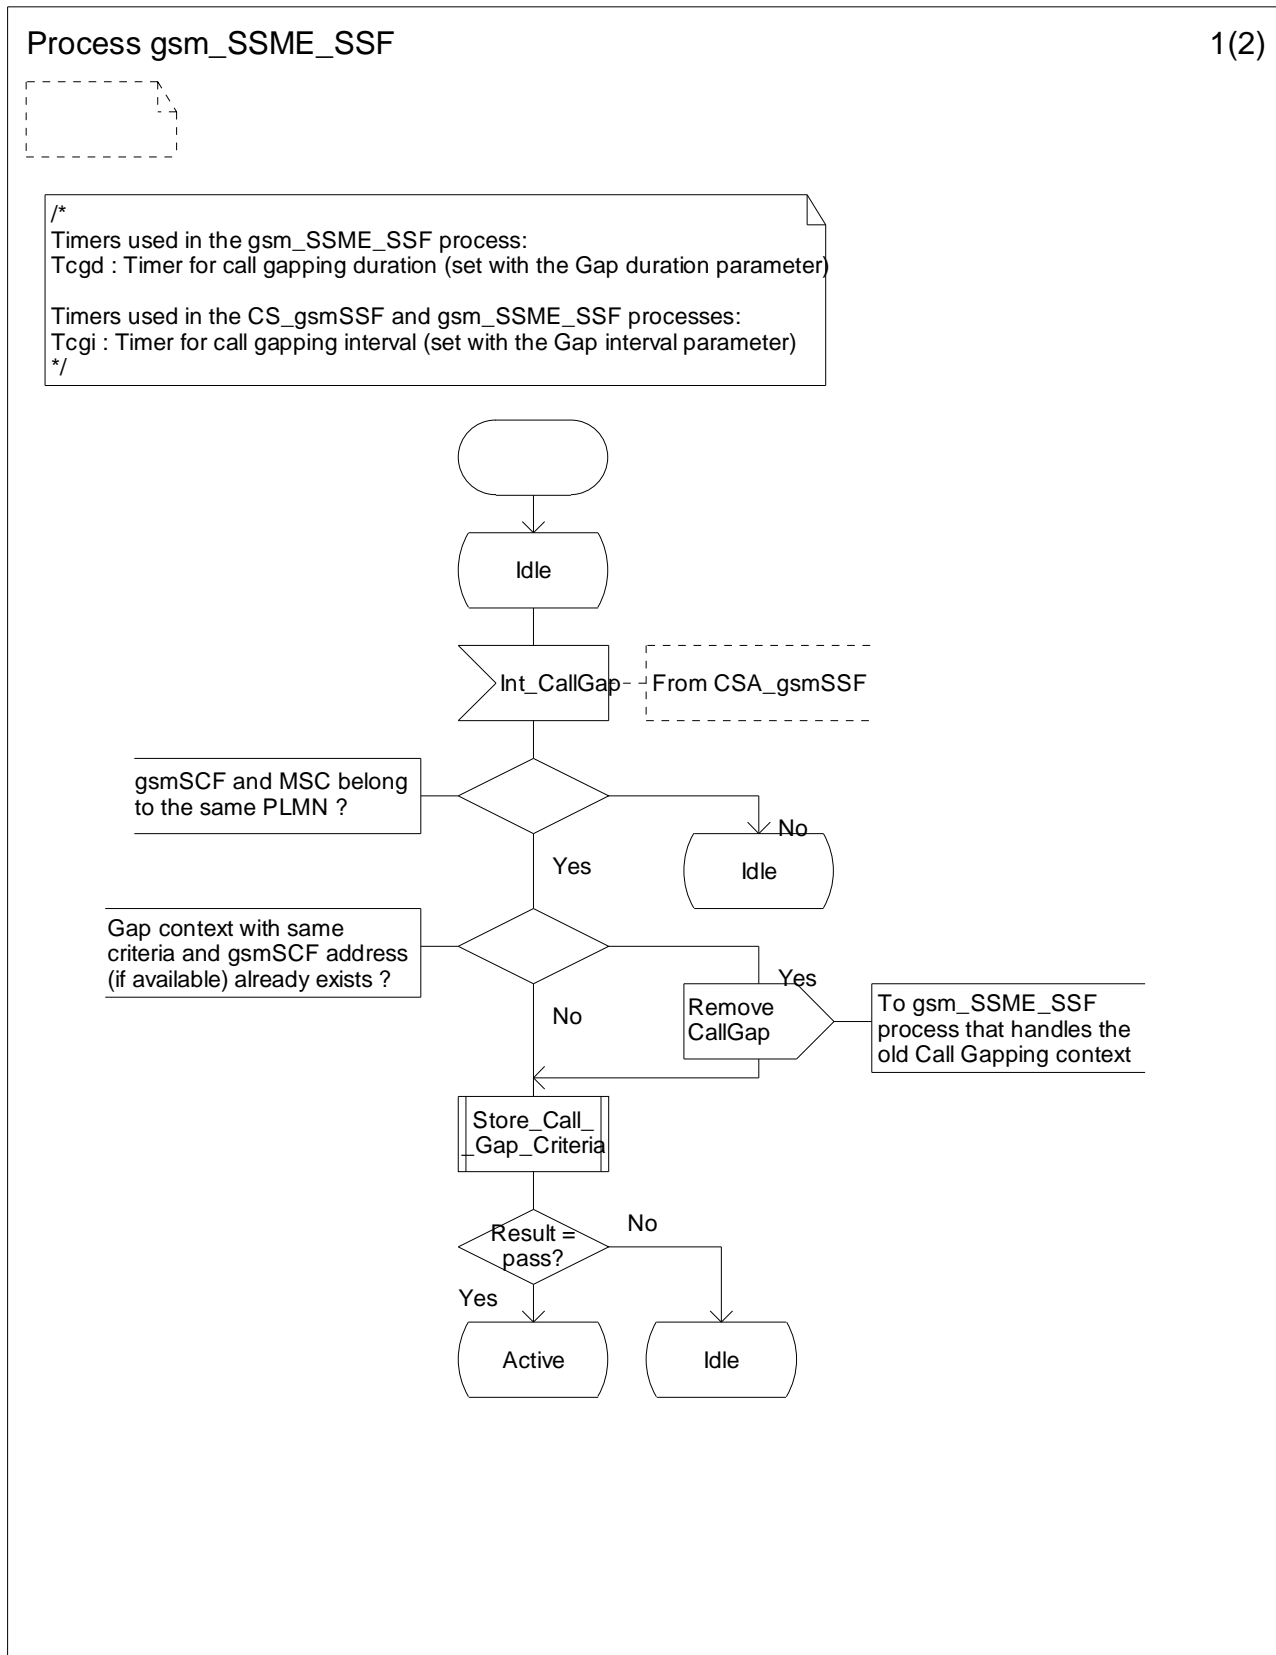 Process gsm_SSME_SSF
1(2)
/*
Timers used in the gsm_SSME_SSF process:
Tcgd : Timer for call gapping duration (set with the Gap duration parameter)
Timers used in the CS_gsmSSF and gsm_SSME_SSF processes:
Tcgi : Timer for call gapping interval (set with the Gap interval parameter)
*/
Idle
Int_CallGap
From CSA_gsmSSF
gsmSCF and MSC belong
to the same PLMN ?
No
Idle
Yes
Gap context with same
criteria and gsmSCF address
(if available) already exists ?
Yes
No
Remove
CallGap
To gsm_SSME_SSF
process that handles the
old Call Gapping context
Store_Call_
_Gap_Criteria
Result =
pass?
No
Yes
Active
Idle